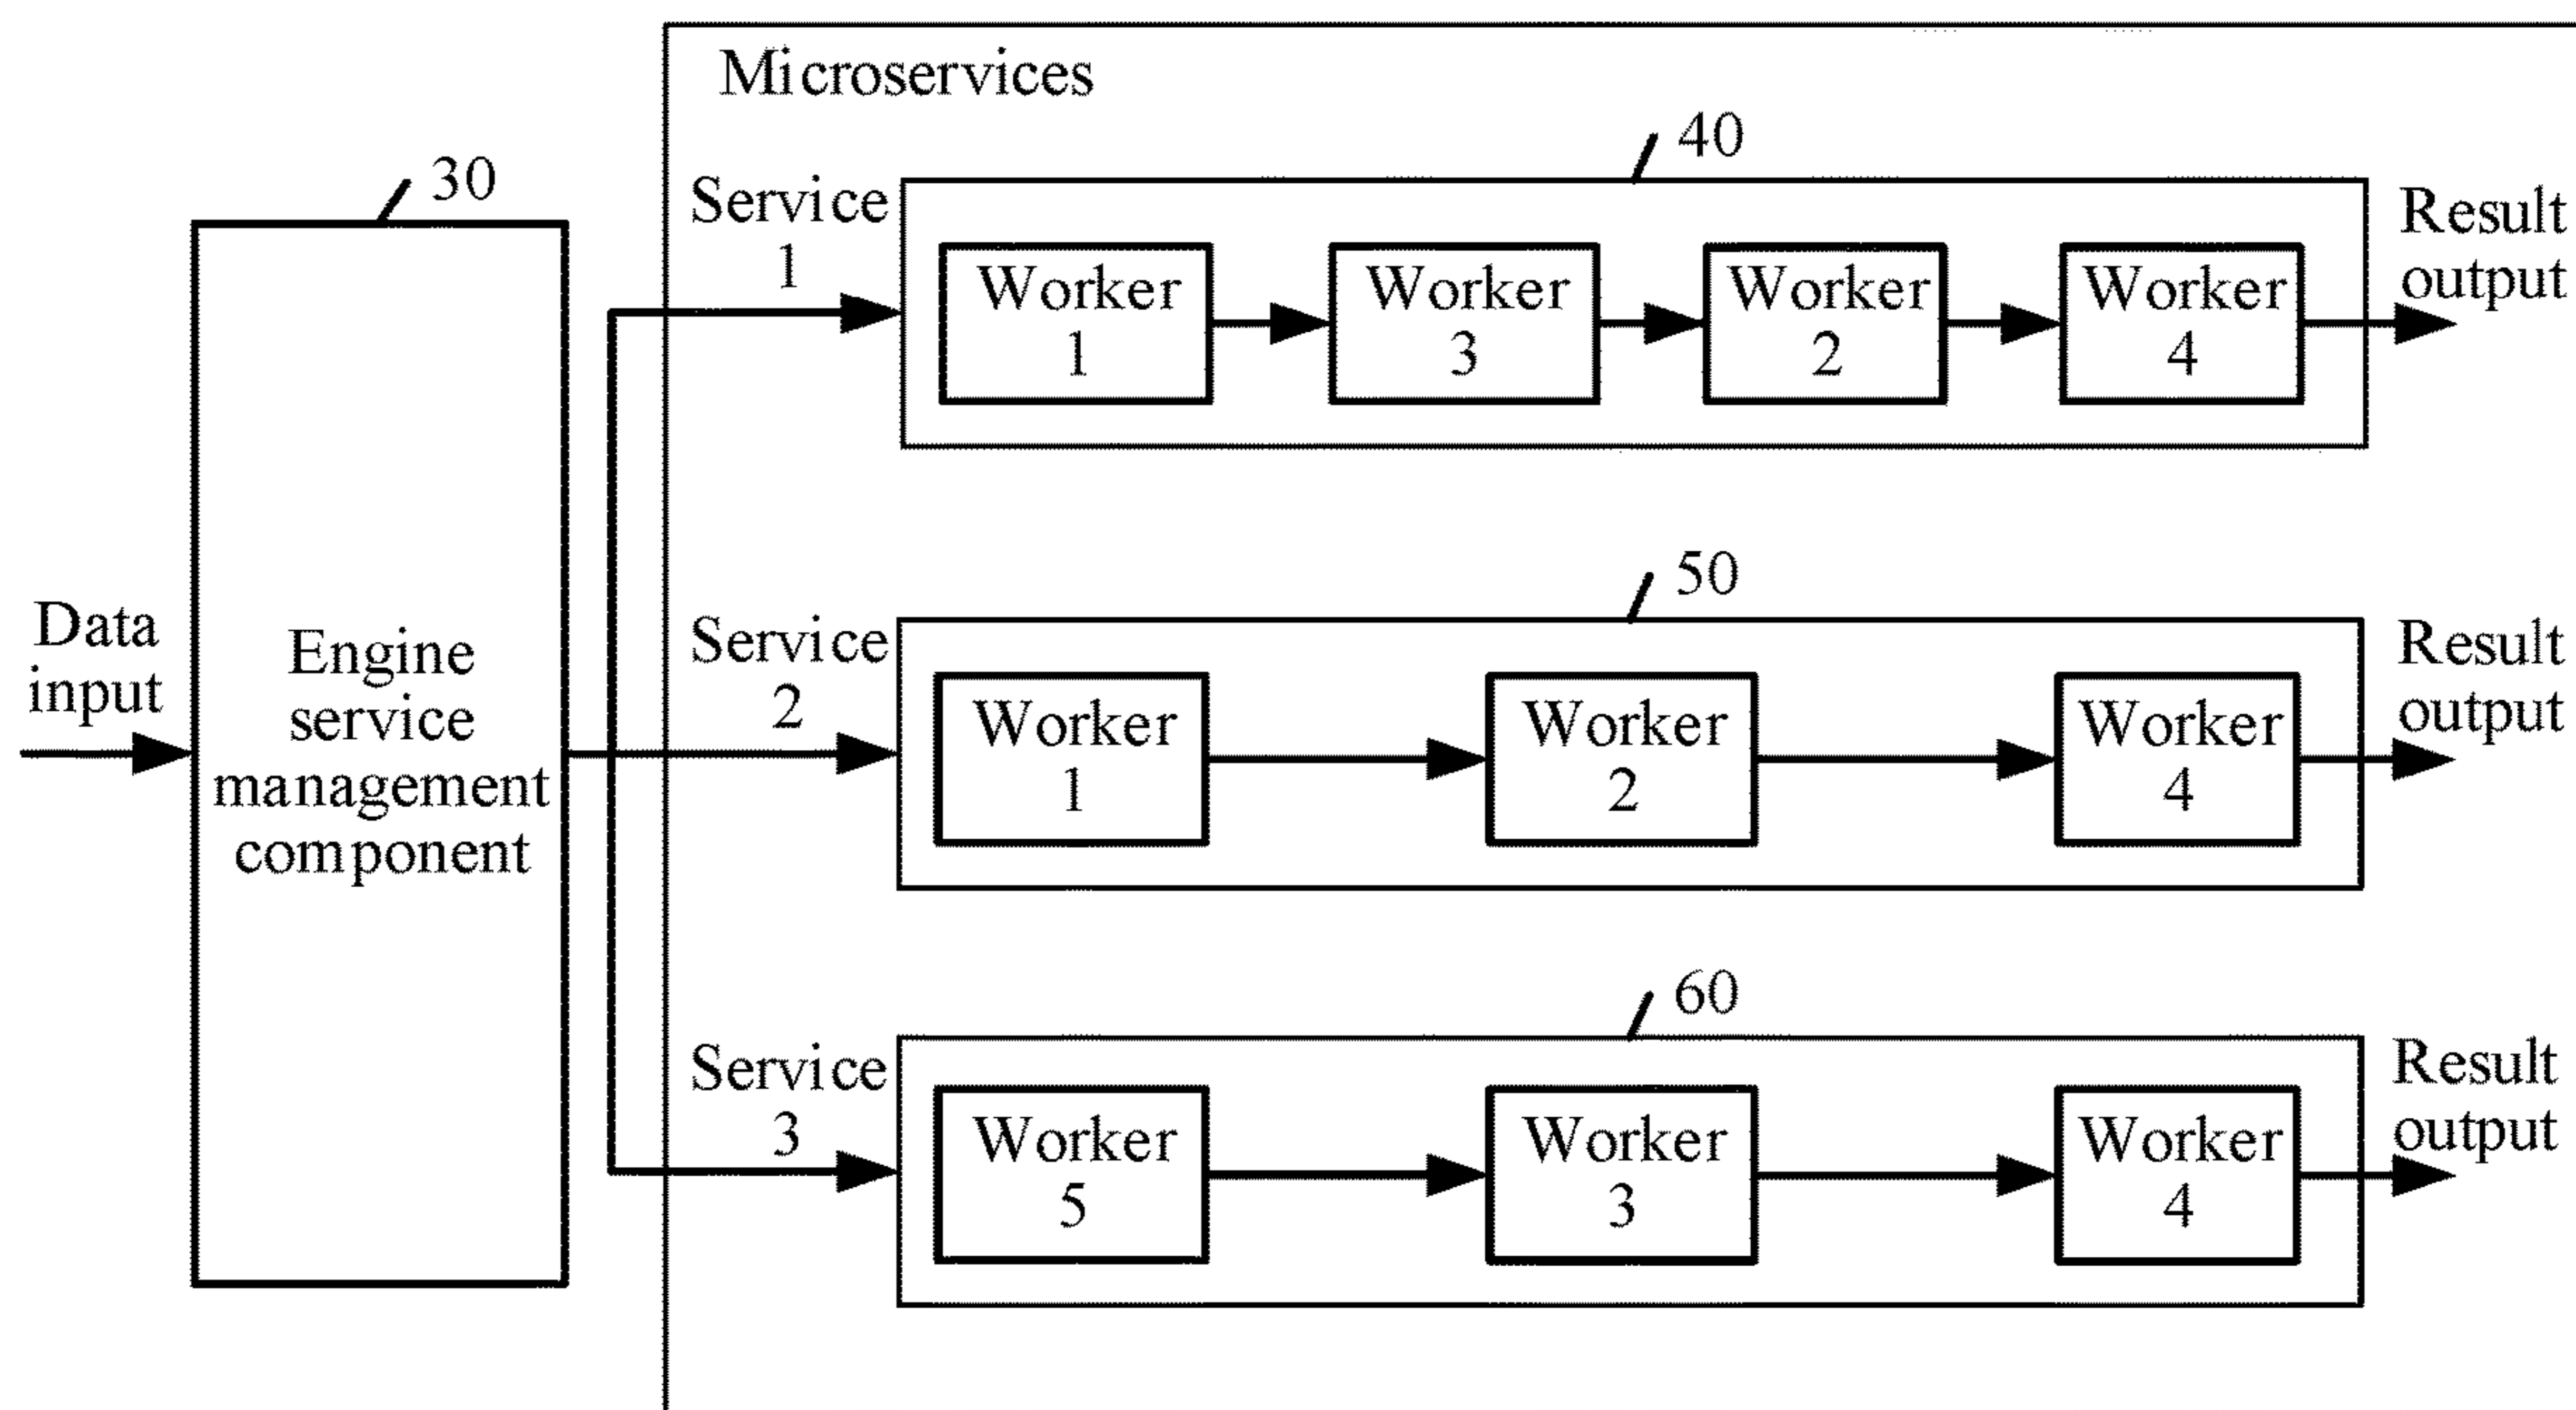 Microservices
30
Data
input
Engine
service
management
component
Service
1
40
Worker
1
Worker
3
Worker
2
Worker
4
Result
output
Service
2
50
Worker
1
Worker
2
Worker
4
Result
output
Service
3
60
Worker
5
Worker
3
Worker
4
Result
output